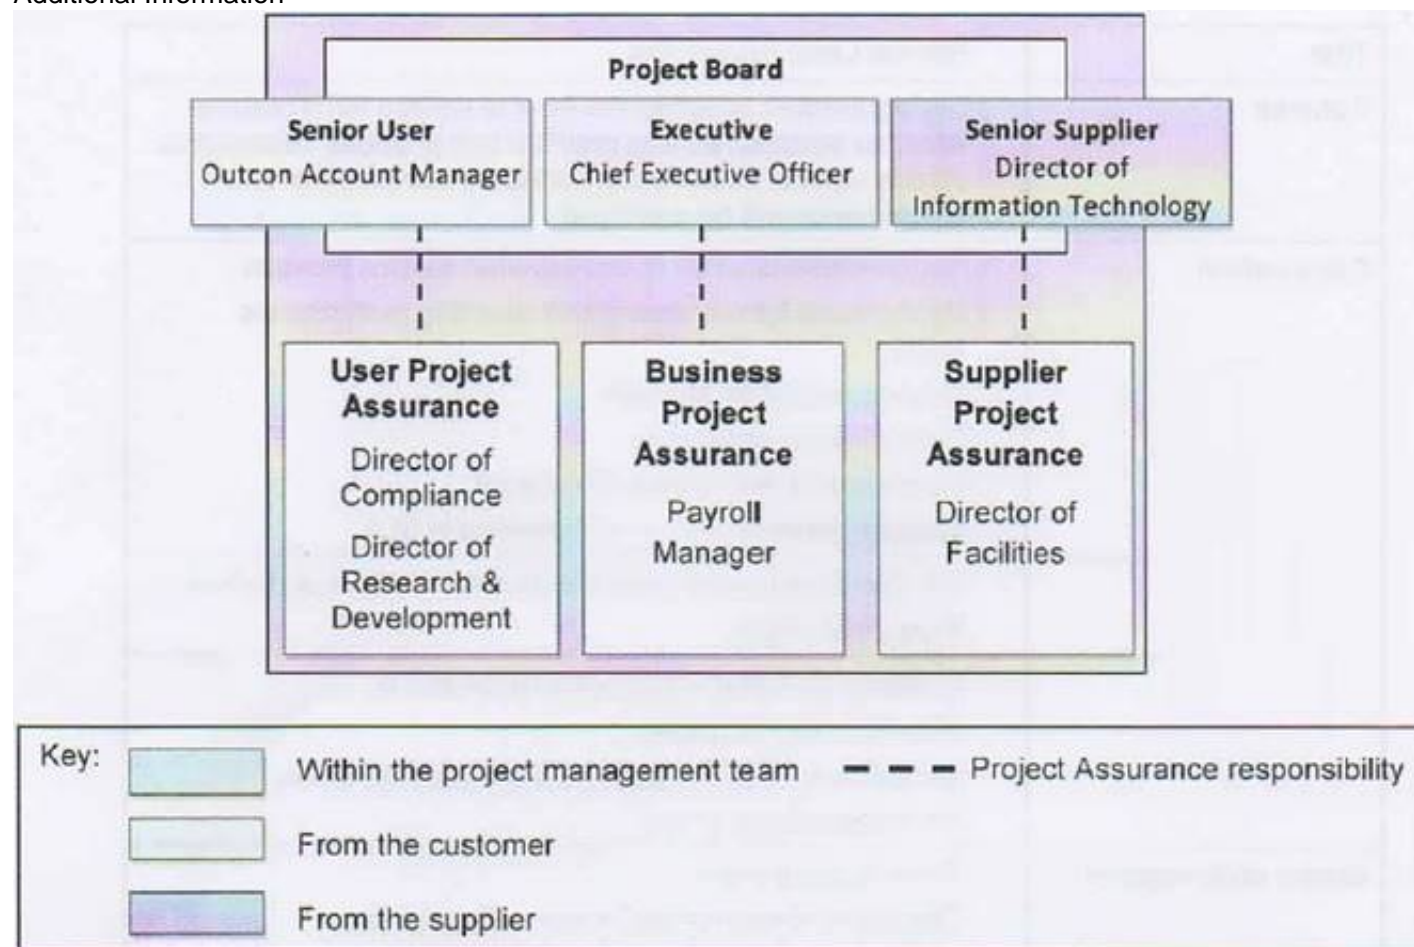 Additional Information
Project Board
Senior User
Outcon Account Manager
Executive
Chief Executive Officer
Senior Supplier
Director of
Information Technology
User Project
Assurance
Director of
Compliance
Director of
Research &
Development
Business
Project
Assurance
Payroll
Manager
Supplier
Project
Assurance
Director of
Facilities
Key:
Within the project management team
Project Assurance responsibility
From the customer
From the supplier